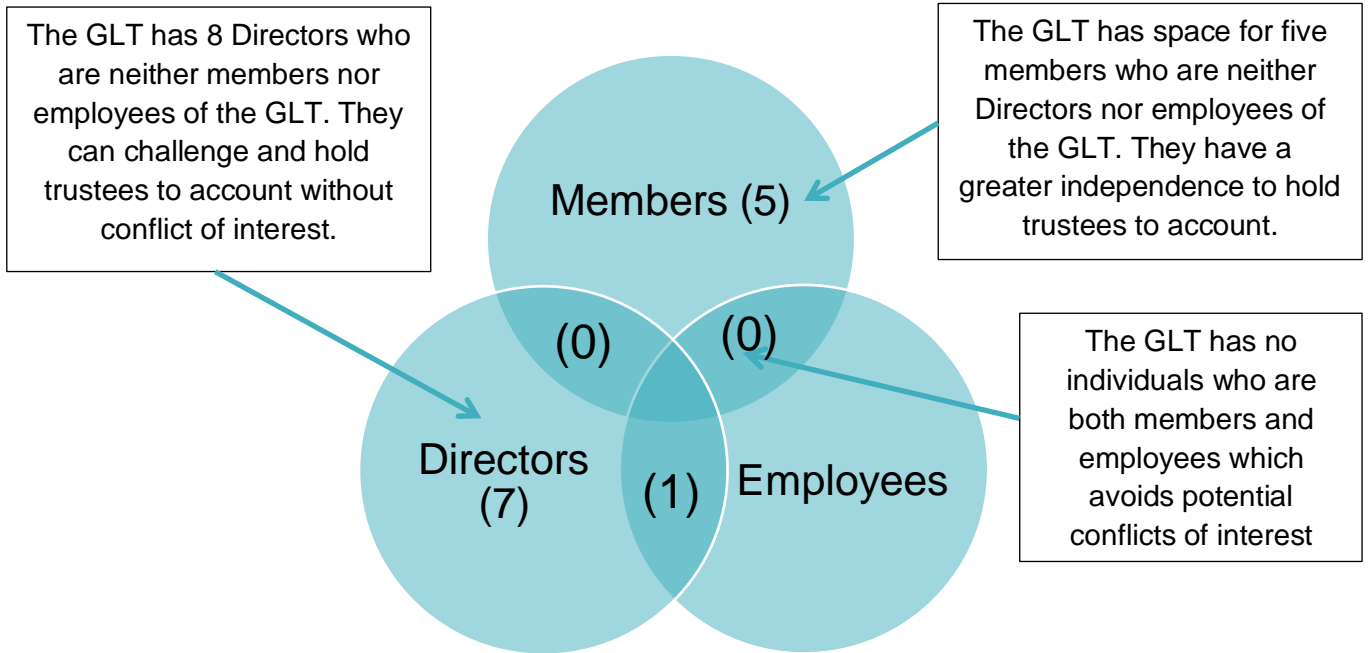 The GLT has 8 Directors who
are neither members nor
employees of the GLT. They
can challenge and hold
trustees to account without
conflict of interest.
The GLT has space for five
members who are neither
Directors nor employees of
the GLT. They have a
greater independence to hold
trustees to account.
Members (5)
(0)
(0)
The GLT has no
individuals who are
both members and
employees which
avoids potential
conflicts of interest
Directors
(7)
(1)
Employees